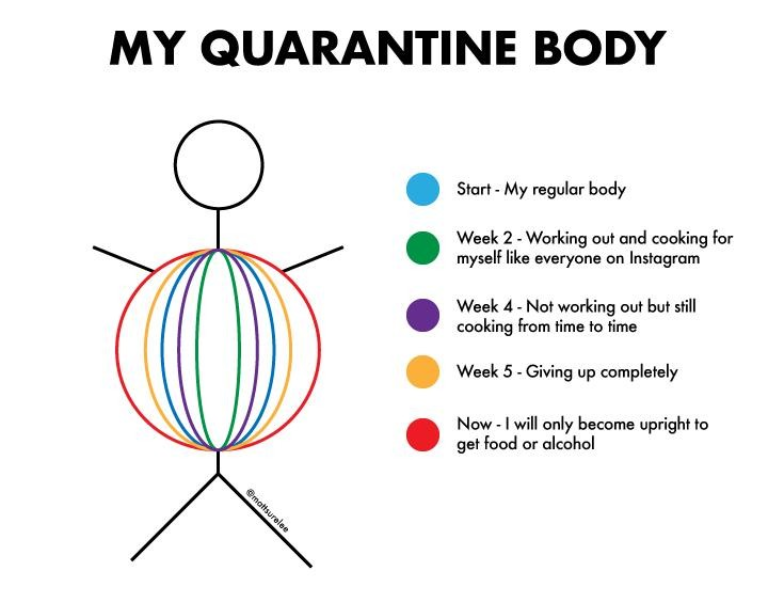 MY QUARANTINE BODY
Start - My regular body
Week 2 - Working out and cooking for
myself like everyone on Instagram
Week 4 - Not working out but still
cooking from time to time
Week 5 - Giving up completely
Now - I will only become upright to
get food or alcohol
@mattsurelee